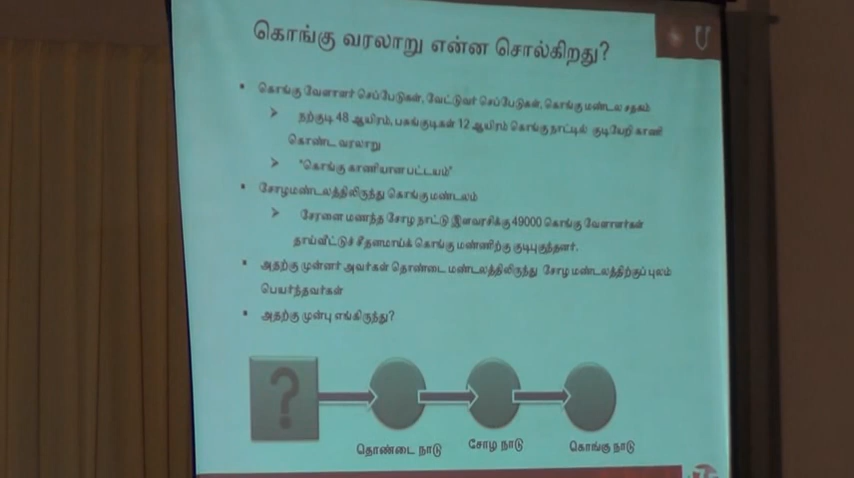 கொங்கு வரலாறு என்ன சொல்கிறது?
• கொங்கு வேளாளர் செப்பேடுகள், வேட்டுவர் செப்பேடுகள், கொங்கு மண்டல சதகம்
➢ நற்குடி 48 ஆயிரம், பசுங்குடிகள் 12 ஆயிரம் கொங்கு நாட்டில் குடியேறி காணி
கொண்ட வரலாறு
➢ "கொங்கு காணியான பட்டயம்"
• சோழமண்டலத்திலிருந்து கொங்கு மண்டலம்
➢ சேரனை மணந்த சோழ நாட்டு இளவரசிக்கு 49000 கொங்கு வேளாளர்கள்
தாய்வீட்டுச் சீதனமாய்க் கொங்கு மண்ணிற்கு குடிபுகுந்தனர்.
• அதற்கு முன்னர் அவர்கள் தொண்டை மண்டலத்திலிருந்து சோழ மண்டலத்திற்குப் புலம்
பெயர்ந்தவர்கள்
• அதற்கு முன்பு எங்கிருந்து?
?
தொண்டை நாடு சோழ நாடு கொங்கு நாடு